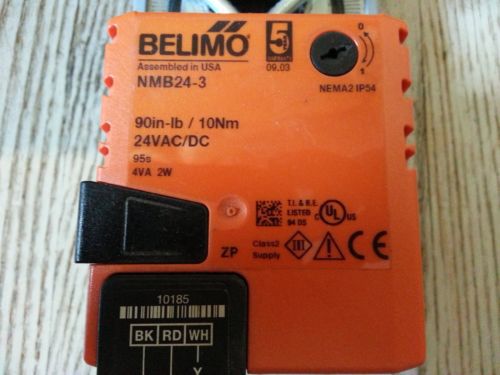 BELIMO
Assembled in USA
NMB24-3
5
09.03
0
1
NEMA2 IP54
90in-lb / 10Nm
24VAC/DC
95s
4VA 2W
T.I. & R.E.
LISTED
94 D5
C UL US
ZP
Class2
Supply
CE
10185
BK RD WH
Y